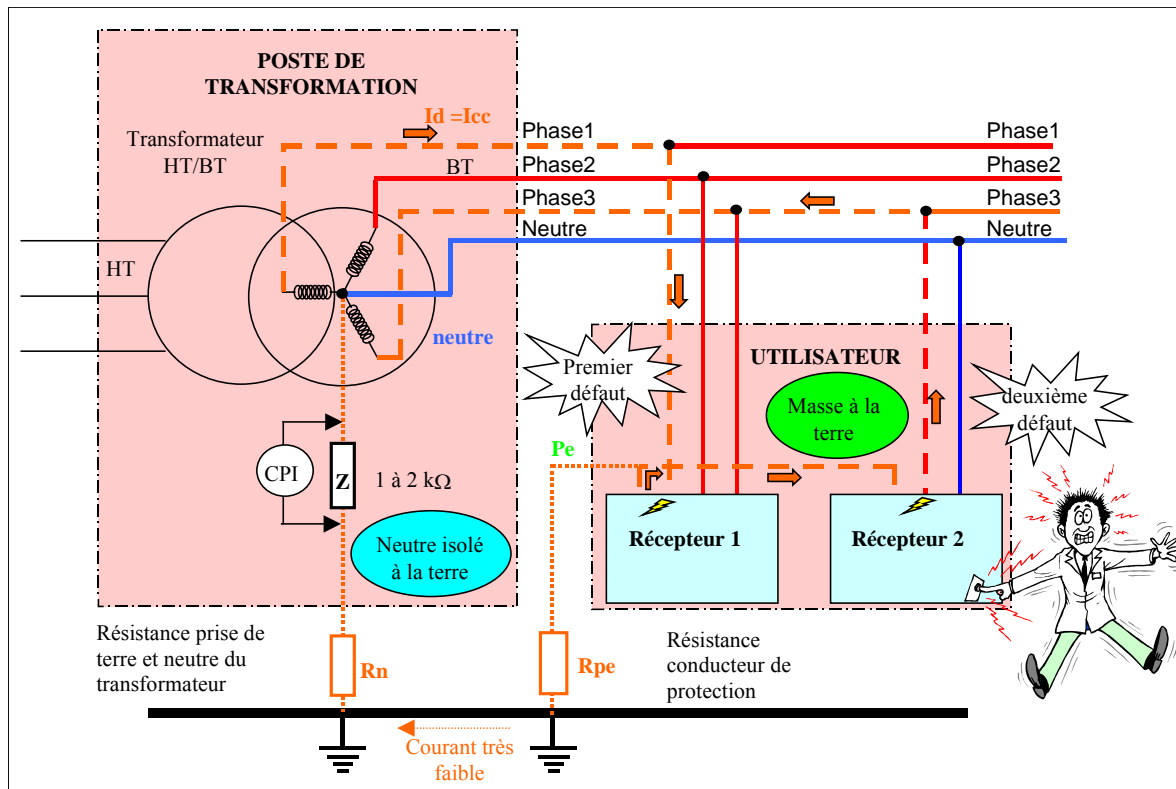 POSTE DE
TRANSFORMATION
Id =Icc
Transformateur
HT/BT
BT
Phase1
Phase1
Phase2
Phase2
Phase3
Phase3
Neutre
Neutre
HT
neutre
UTILISATEUR
Premier
défaut
Masse à la
terre
deuxième
défaut
Pe
CPI
Z
1 à 2 kΩ
Récepteur 1
Récepteur 2
Neutre isolé
à la terre
Résistance prise de
terre et neutre du
transformateur
Rn
Rpe
Résistance
conducteur de
protection
Courant très
faible